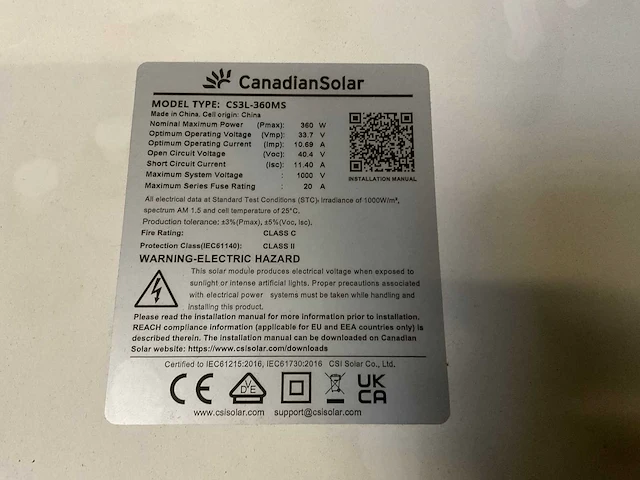 CanadianSolar
MODEL TYPE: CS3L-360MS
Made in China, Cell origin: China
Nominal Maximum Power (Pmax): 360 W
Optimum Operating Voltage (Vmp): 33.7 V
Optimum Operating Current (Imp): 10.69 A
Open Circuit Voltage (Voc): 40.4 V
Short Circuit Current (Isc): 11.40 A
Maximum System Voltage : 1000 V
Maximum Series Fuse Rating : 20 A
INSTALLATION MANUAL
All electrical data at Standard Test Conditions (STC): Irradiance of 1000W/m²,
spectrum AM 1.5 and cell temperature of 25°C.
Production tolerance: ±3%(Pmax), ±5%(Voc, Isc).
Fire Rating: CLASS C
Protection Class(IEC61140): CLASS II
WARNING-ELECTRIC HAZARD
This solar module produces electrical voltage when exposed to
sunlight or intense artificial lights. Proper precautions associated
with electrical power systems must be taken while handling and
installing this product.
Please read the installation manual for more information prior to installation.
REACH compliance information (applicable for EU and EEA countries only) is
described therein. The installation manual can be downloaded on Canadian
Solar website: https://www.csisolar.com/downloads
Certified to IEC61215:2016, IEC61730:2016 CSI Solar Co., Ltd.
CE VDE UK
CA
www.csisolar.com support@csisolar.com